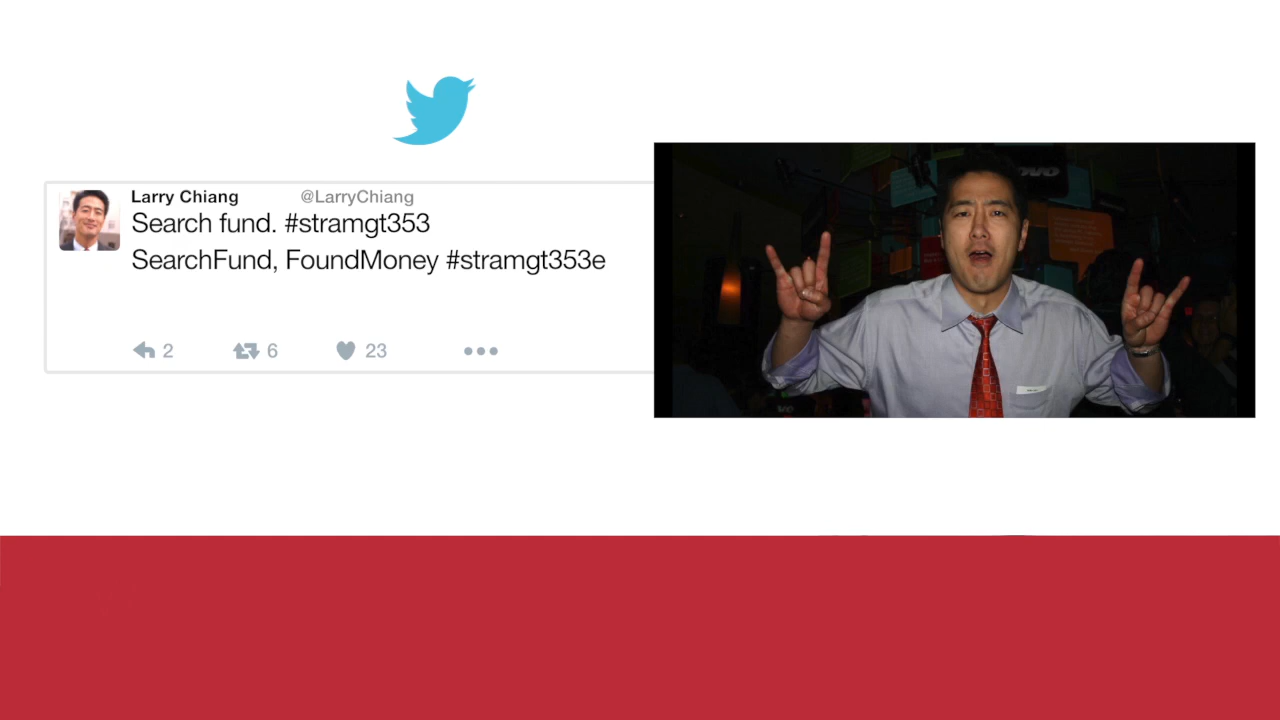 Larry Chiang @LarryChiang
Search fund. #stramgt353
SearchFund, FoundMoney #stramgt353e
2 6 23